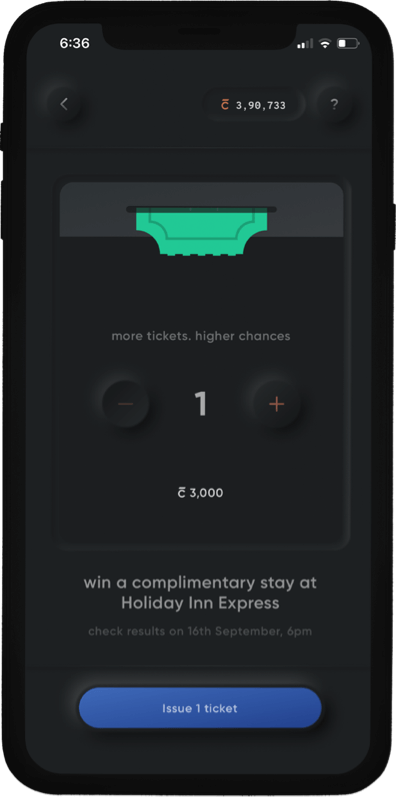 6:36
c̄ 3,90,733 ?
more tickets. higher chances
− 1 +
c̄ 3,000
win a complimentary stay at
Holiday Inn Express
check results on 16th September, 6pm
Issue 1 ticket